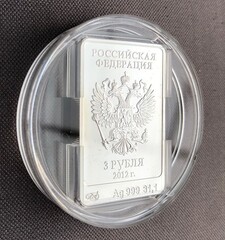 РОССИЙСКАЯ
ФЕДЕРАЦИЯ
3 РУБЛЯ
2012 г.
Ag 999 31,1